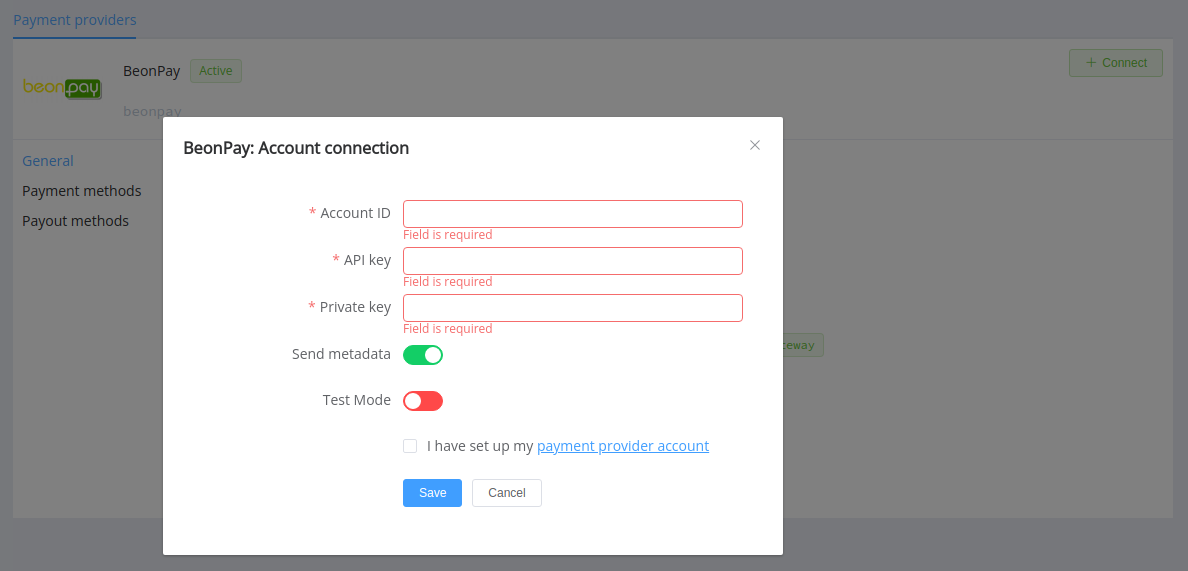 Payment providers
beonpay
BeonPay Active
+ Connect
beonpay
BeonPay: Account connection
General
Payment methods
Payout methods
* Account ID
Field is required
* API key
Field is required
* Private key
Field is required
Send metadata
Test Mode
I have set up my payment provider account
Save Cancel